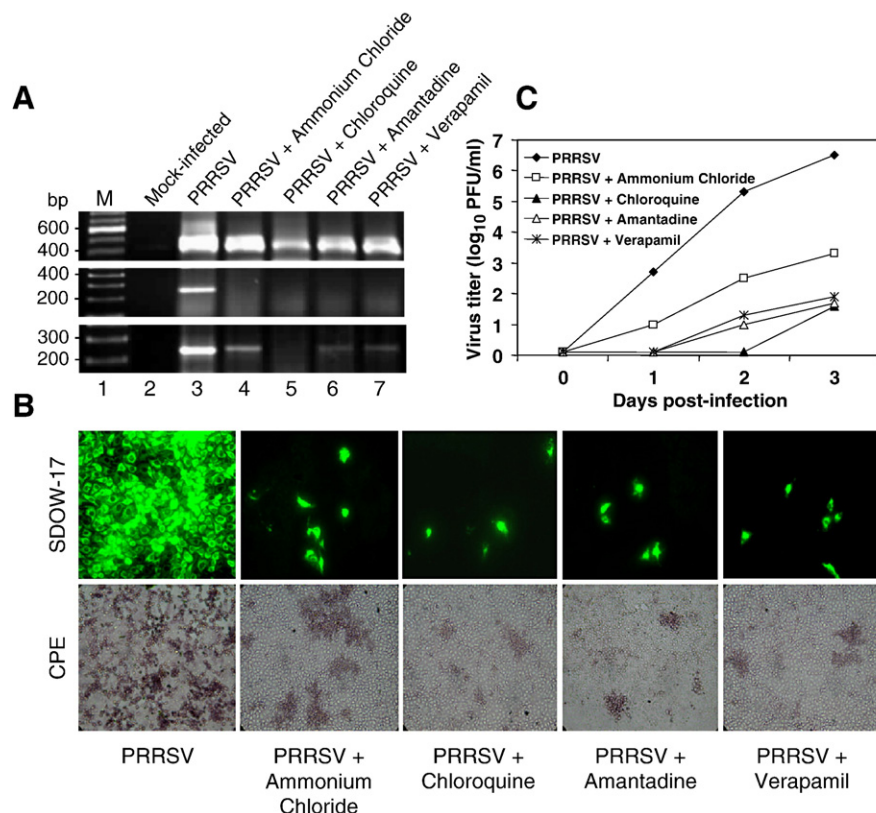 A
M
Mock-infected
PRRSV
PRRSV + Ammonium Chloride
PRRSV + Chloroquine
PRRSV + Amantadine
PRRSV + Verapamil
bp
600
400
400
200
300
200
1 2 3 4 5 6 7
C
Virus titer (log10 PFU/ml)
7
6
5
4
3
2
1
0
PRRSV
PRRSV + Ammonium Chloride
PRRSV + Chloroquine
PRRSV + Amantadine
PRRSV + Verapamil
0 1 2 3
Days post-infection
B
SDOW-17
CPE
PRRSV
PRRSV +
Ammonium
Chloride
PRRSV +
Chloroquine
PRRSV +
Amantadine
PRRSV +
Verapamil